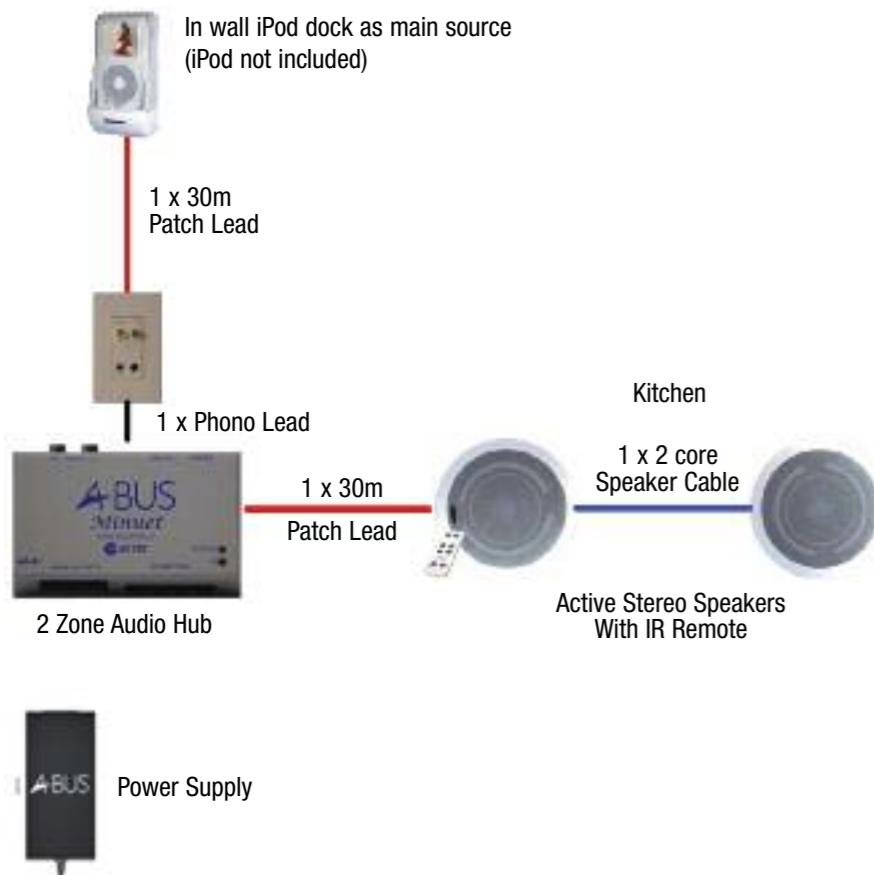 In wall iPod dock as main source
(iPod not included)
1 x 30m
Patch Lead
1 x Phono Lead
Kitchen
A-BUS
Minuet
1 x 30m
Patch Lead
1 x 2 core
Speaker Cable
2 Zone Audio Hub
Active Stereo Speakers
With IR Remote
A-BUS
Power Supply